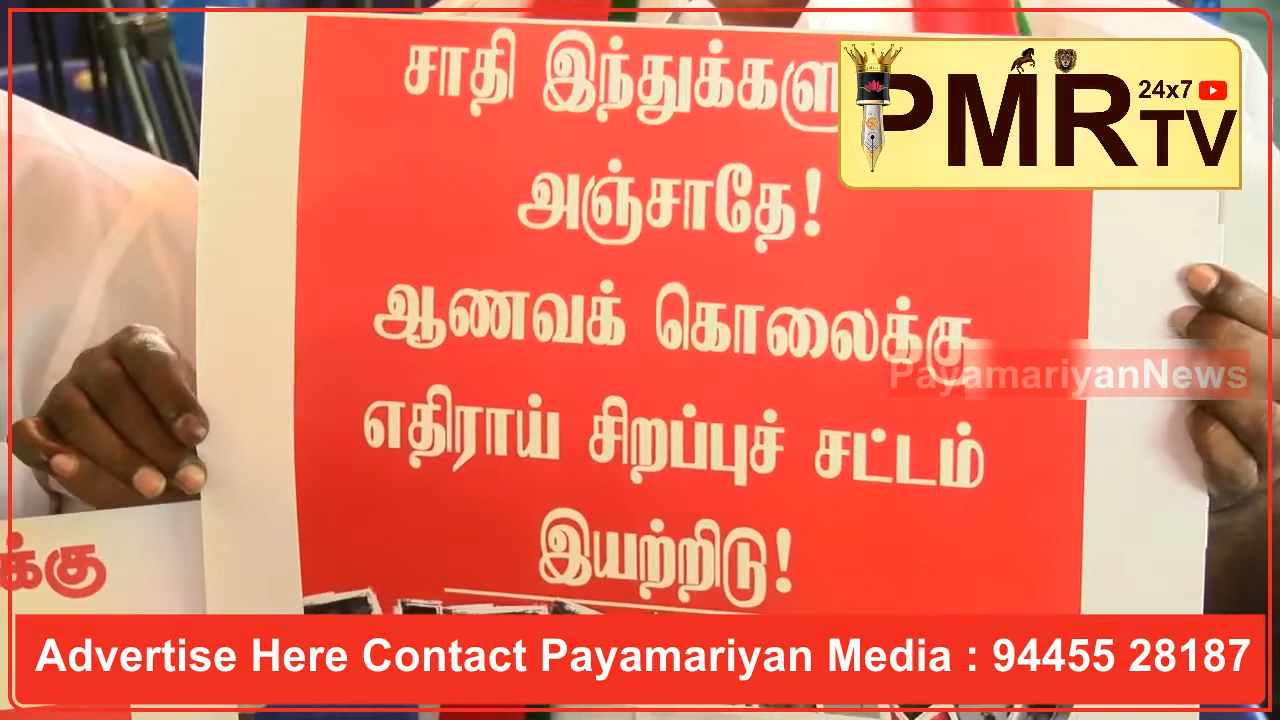 சாதி இந்துக்களு
அஞ்சாதே!
ஆணவக் கொலைக்கு
எதிராய் சிறப்புச் சட்டம்
இயற்றிடு!
PMR TV 24x7
PayamariyanNews
க்கு
Advertise Here Contact Payamariyan Media : 94455 28187